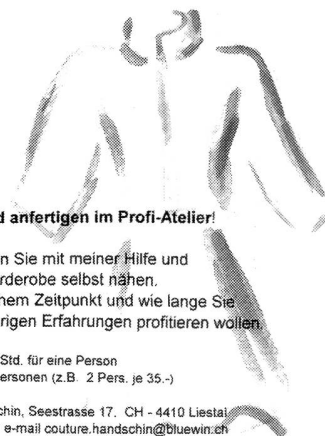 anfertigen im Profi-Atelier!
n Sie mit meiner Hilfe und
rderobe selbst nähen.
nem Zeitpunkt und wie lange Sie
rigen Erfahrungen profitieren wollen.
Std. für eine Person
ersonen (z.B. 2 Pers. je 35.-)
chin, Seestrasse 17. CH - 4410 Liestal
e-mail couture.handschin@bluewin.ch